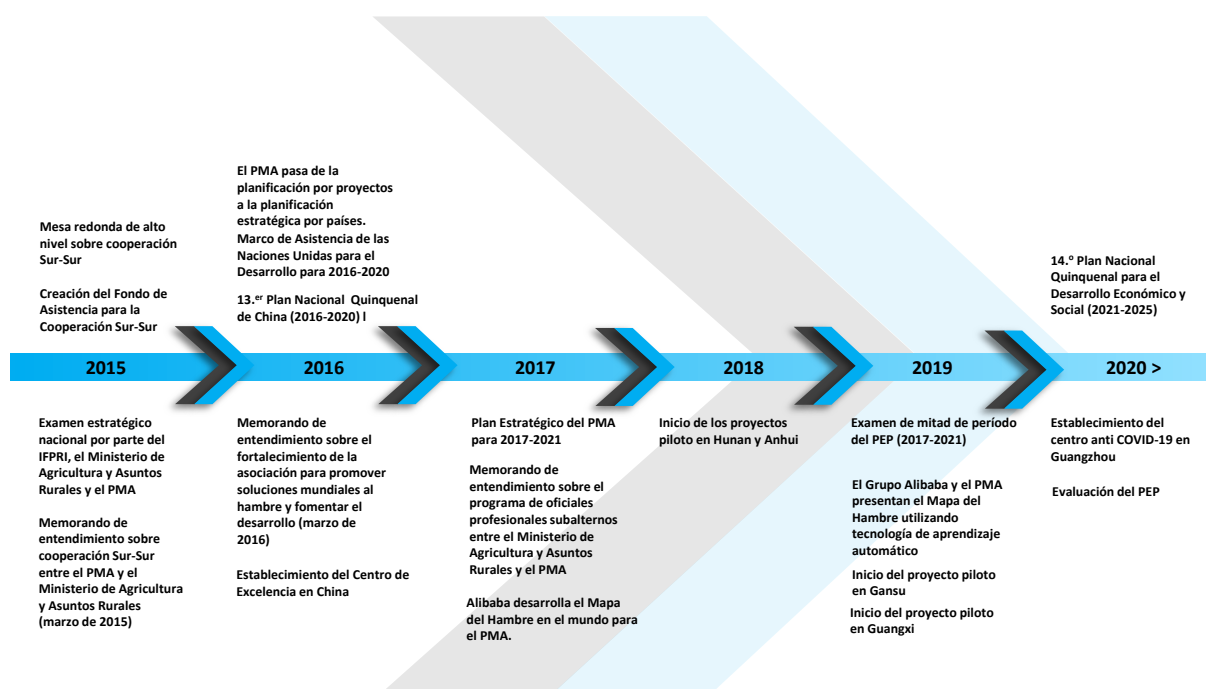 Mesa redonda de alto
nivel sobre cooperación
Sur-Sur
Creación del Fondo de
Asistencia para la
Cooperación Sur-Sur
El PMA pasa de la
planificación por proyectos
a la planificación
estratégica por países.
Marco de Asistencia de las
Naciones Unidas para el
Desarrollo para 2016-2020
13.er Plan Nacional Quinquenal
de China (2016-2020) l
14.o Plan Nacional
Quinquenal para el
Desarrollo Económico y
Social (2021-2025)
2015
2016
2017
2018
2019
2020 >
Examen estratégico
nacional por parte del
IFPRI, el Ministerio de
Agricultura y Asuntos
Rurales y el PMA
Memorando de
entendimiento sobre
cooperación Sur-Sur
entre el PMA y el
Ministerio de Agricultura
y Asuntos Rurales
(marzo de 2015)
Memorando de
entendimiento sobre el
fortalecimiento de la
asociación para promover
soluciones mundiales al
hambre y fomentar el
desarrollo (marzo de
2016)
Establecimiento del Centro de
Excelencia en China
Plan Estratégico del PMA
para 2017-2021
Memorando de
entendimiento sobre el
programa de oficiales
profesionales subalternos
entre el Ministerio de
Agricultura y Asuntos
Rurales y el PMA
Alibaba desarrolla el Mapa
del Hambre en el mundo para
el PMA.
Inicio de los proyectos
piloto en Hunan y Anhui
Examen de mitad de período
del PEP (2017-2021)
El Grupo Alibaba y el PMA
presentan el Mapa del
Hambre utilizando
tecnología de aprendizaje
automático
Inicio del proyecto piloto
en Gansu
Inicio del proyecto piloto
en Guangxi
Establecimiento del
centro anti COVID-19 en
Guangzhou
Evaluación del PEP